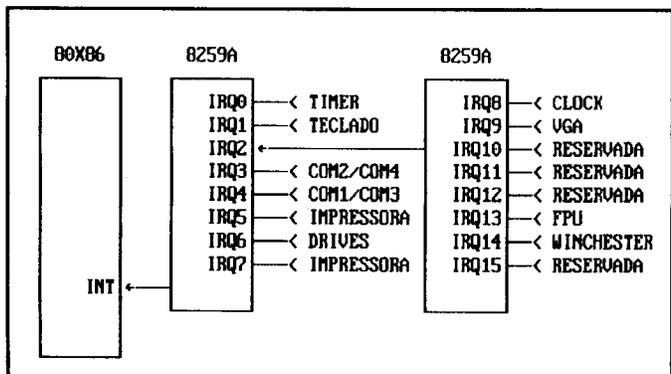 80X86
8259A
8259A
IRQ0 TIMER
IRQ1 TECLADO
IRQ2
IRQ3 COM2/COM4
IRQ4 COM1/COM3
IRQ5 IMPRESSORA
IRQ6 DRIVES
IRQ7 IMPRESSORA
INT
IRQ8 CLOCK
IRQ9 VGA
IRQ10 RESERVADA
IRQ11 RESERVADA
IRQ12 RESERVADA
IRQ13 FPU
IRQ14 WINCHESTER
IRQ15 RESERVADA